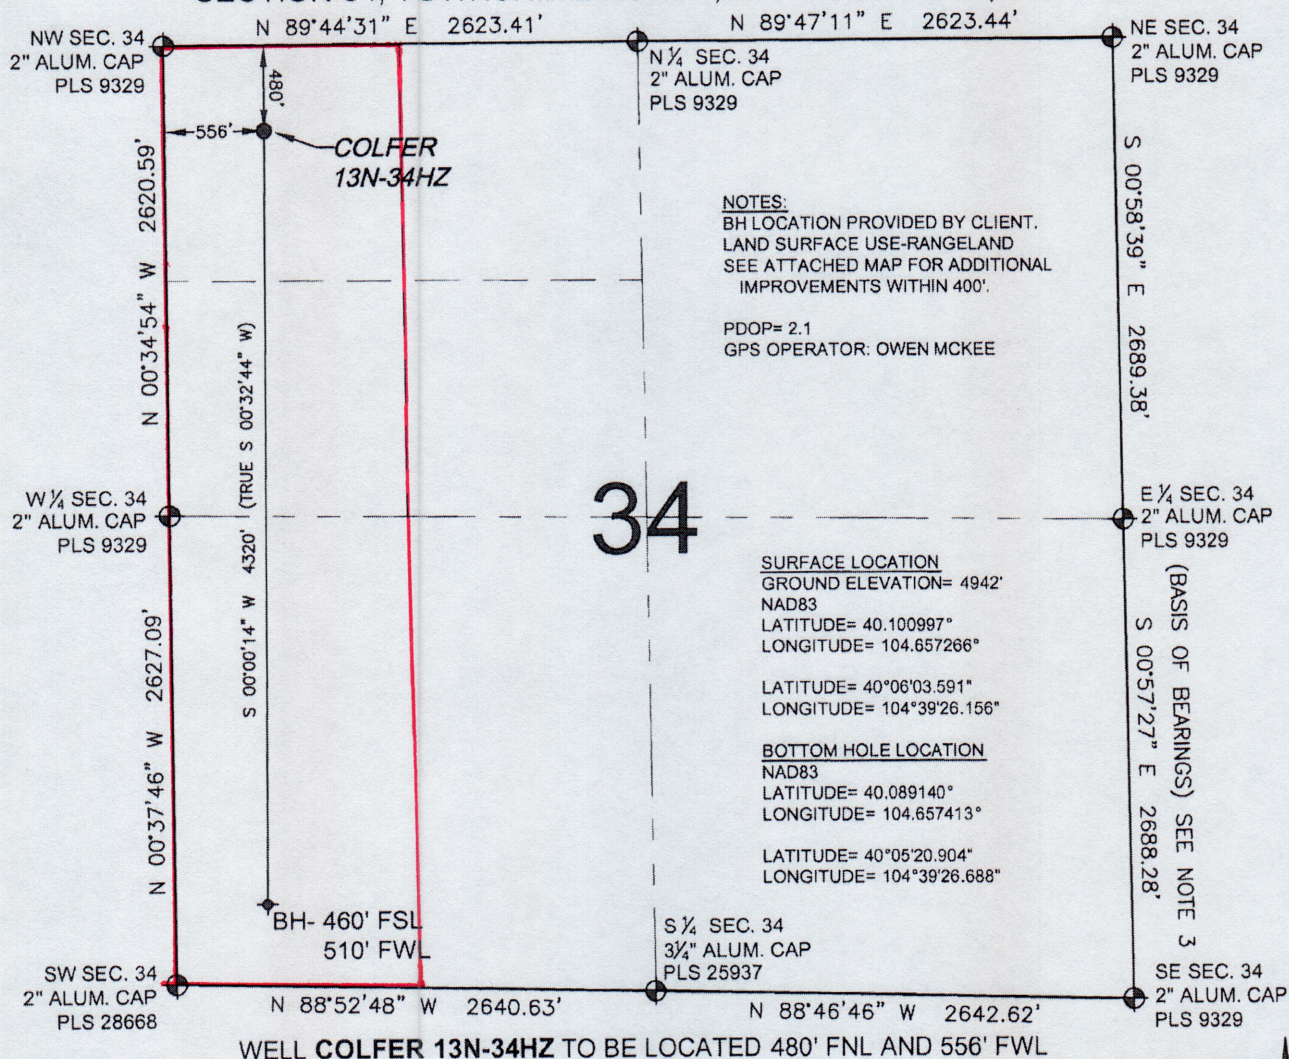 N 89°44'31" E 2623.41'
N 89°47'11" E 2623.44'
NW SEC. 34
2" ALUM. CAP
PLS 9329
N ¼ SEC. 34
2" ALUM. CAP
PLS 9329
NE SEC. 34
2" ALUM. CAP
PLS 9329
480'
556'
COLFER
13N-34HZ
N 00°34'54" W 2620.59'
S 00°58'39" E 2689.38'
NOTES:
BH LOCATION PROVIDED BY CLIENT.
LAND SURFACE USE-RANGELAND
SEE ATTACHED MAP FOR ADDITIONAL
IMPROVEMENTS WITHIN 400'.
PDOP= 2.1
GPS OPERATOR: OWEN MCKEE
S 00°00'14" W 4320' (TRUE S 00°32'44" W)
W ¼ SEC. 34
2" ALUM. CAP
PLS 9329
34
E ¼ SEC. 34
2" ALUM. CAP
PLS 9329
SURFACE LOCATION
GROUND ELEVATION= 4942'
NAD83
LATITUDE= 40.100997°
LONGITUDE= 104.657266°
LATITUDE= 40°06'03.591"
LONGITUDE= 104°39'26.156"
BOTTOM HOLE LOCATION
NAD83
LATITUDE= 40.089140°
LONGITUDE= 104.657413°
LATITUDE= 40°05'20.904"
LONGITUDE= 104°39'26.688"
N 00°37'46" W 2627.09'
S 00°57'27" E 2688.28'
(BASIS OF BEARINGS) SEE NOTE 3
BH- 460' FSL
510' FWL
SW SEC. 34
2" ALUM. CAP
PLS 28668
S ¼ SEC. 34
3¼" ALUM. CAP
PLS 25937
SE SEC. 34
2" ALUM. CAP
PLS 9329
N 88°52'48" W 2640.63'
N 88°46'46" W 2642.62'
WELL COLFER 13N-34HZ TO BE LOCATED 480' FNL AND 556' FWL